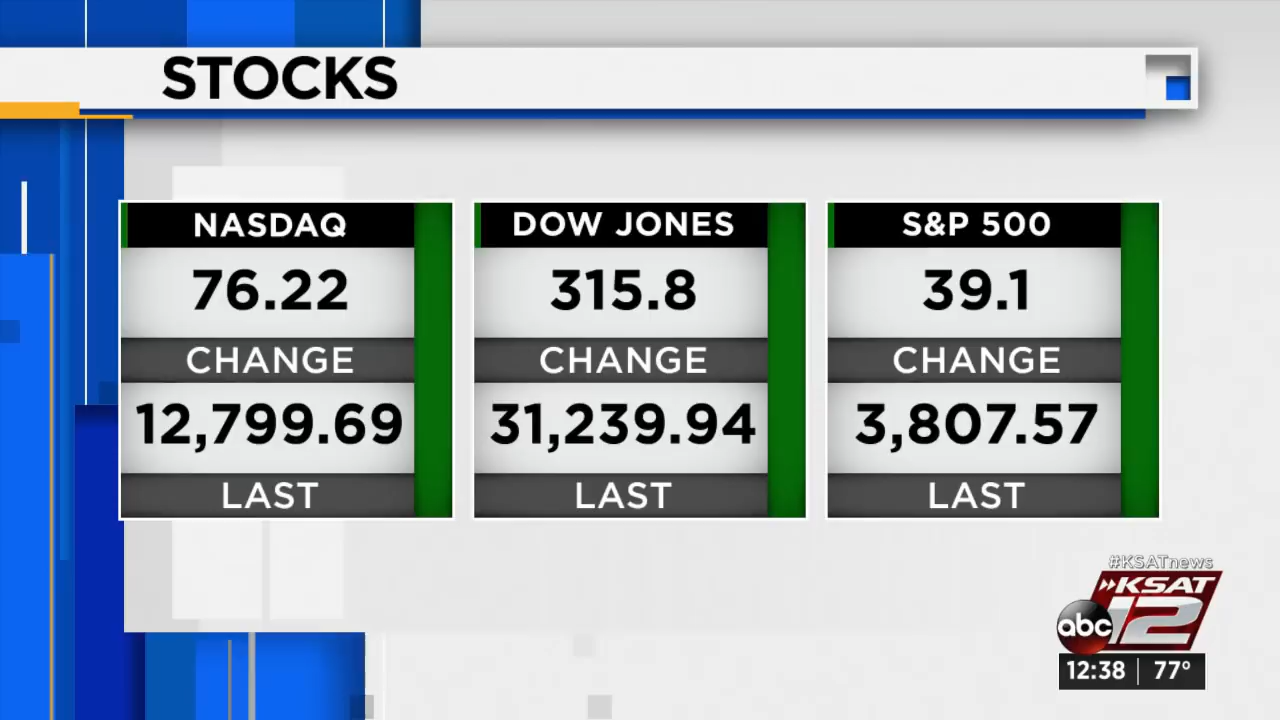 STOCKS
NASDAQ
76.22
CHANGE
12,799.69
LAST
DOW JONES
315.8
CHANGE
31,239.94
LAST
S&P 500
39.1
CHANGE
3,807.57
LAST
#KSATnews
KSAT
abc 12
12:38 77°